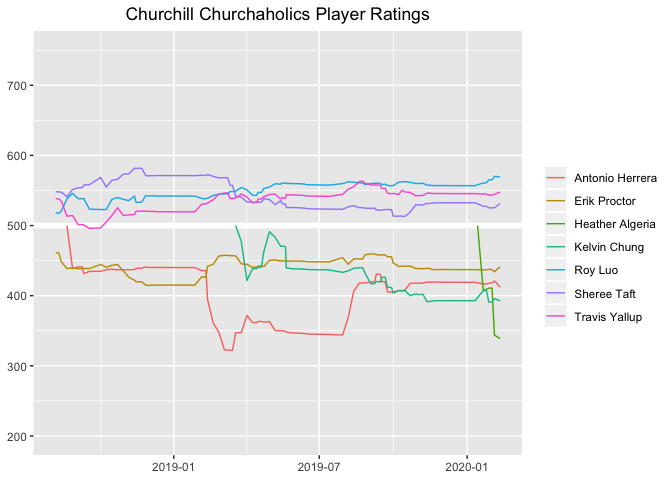 Churchill Churchaholics Player Ratings
700
600
500
400
300
200
2019-01
2019-07
2020-01
Antonio Herrera
Erik Proctor
Heather Algeria
Kelvin Chung
Roy Luo
Sheree Taft
Travis Yallup